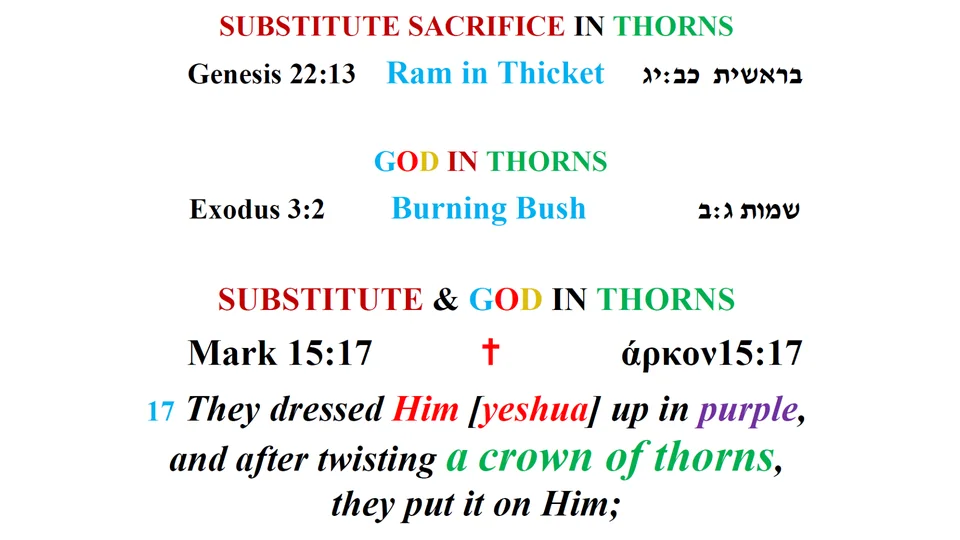 SUBSTITUTE SACRIFICE IN THORNS
Genesis 22:13 Ram in Thicket בראשית כב:יג
GOD IN THORNS
Exodus 3:2 Burning Bush שמות ג:ב
SUBSTITUTE & GOD IN THORNS
Mark 15:17 ✝ άρκον15:17
17 They dressed Him [yeshua] up in purple,
and after twisting a crown of thorns,
they put it on Him;